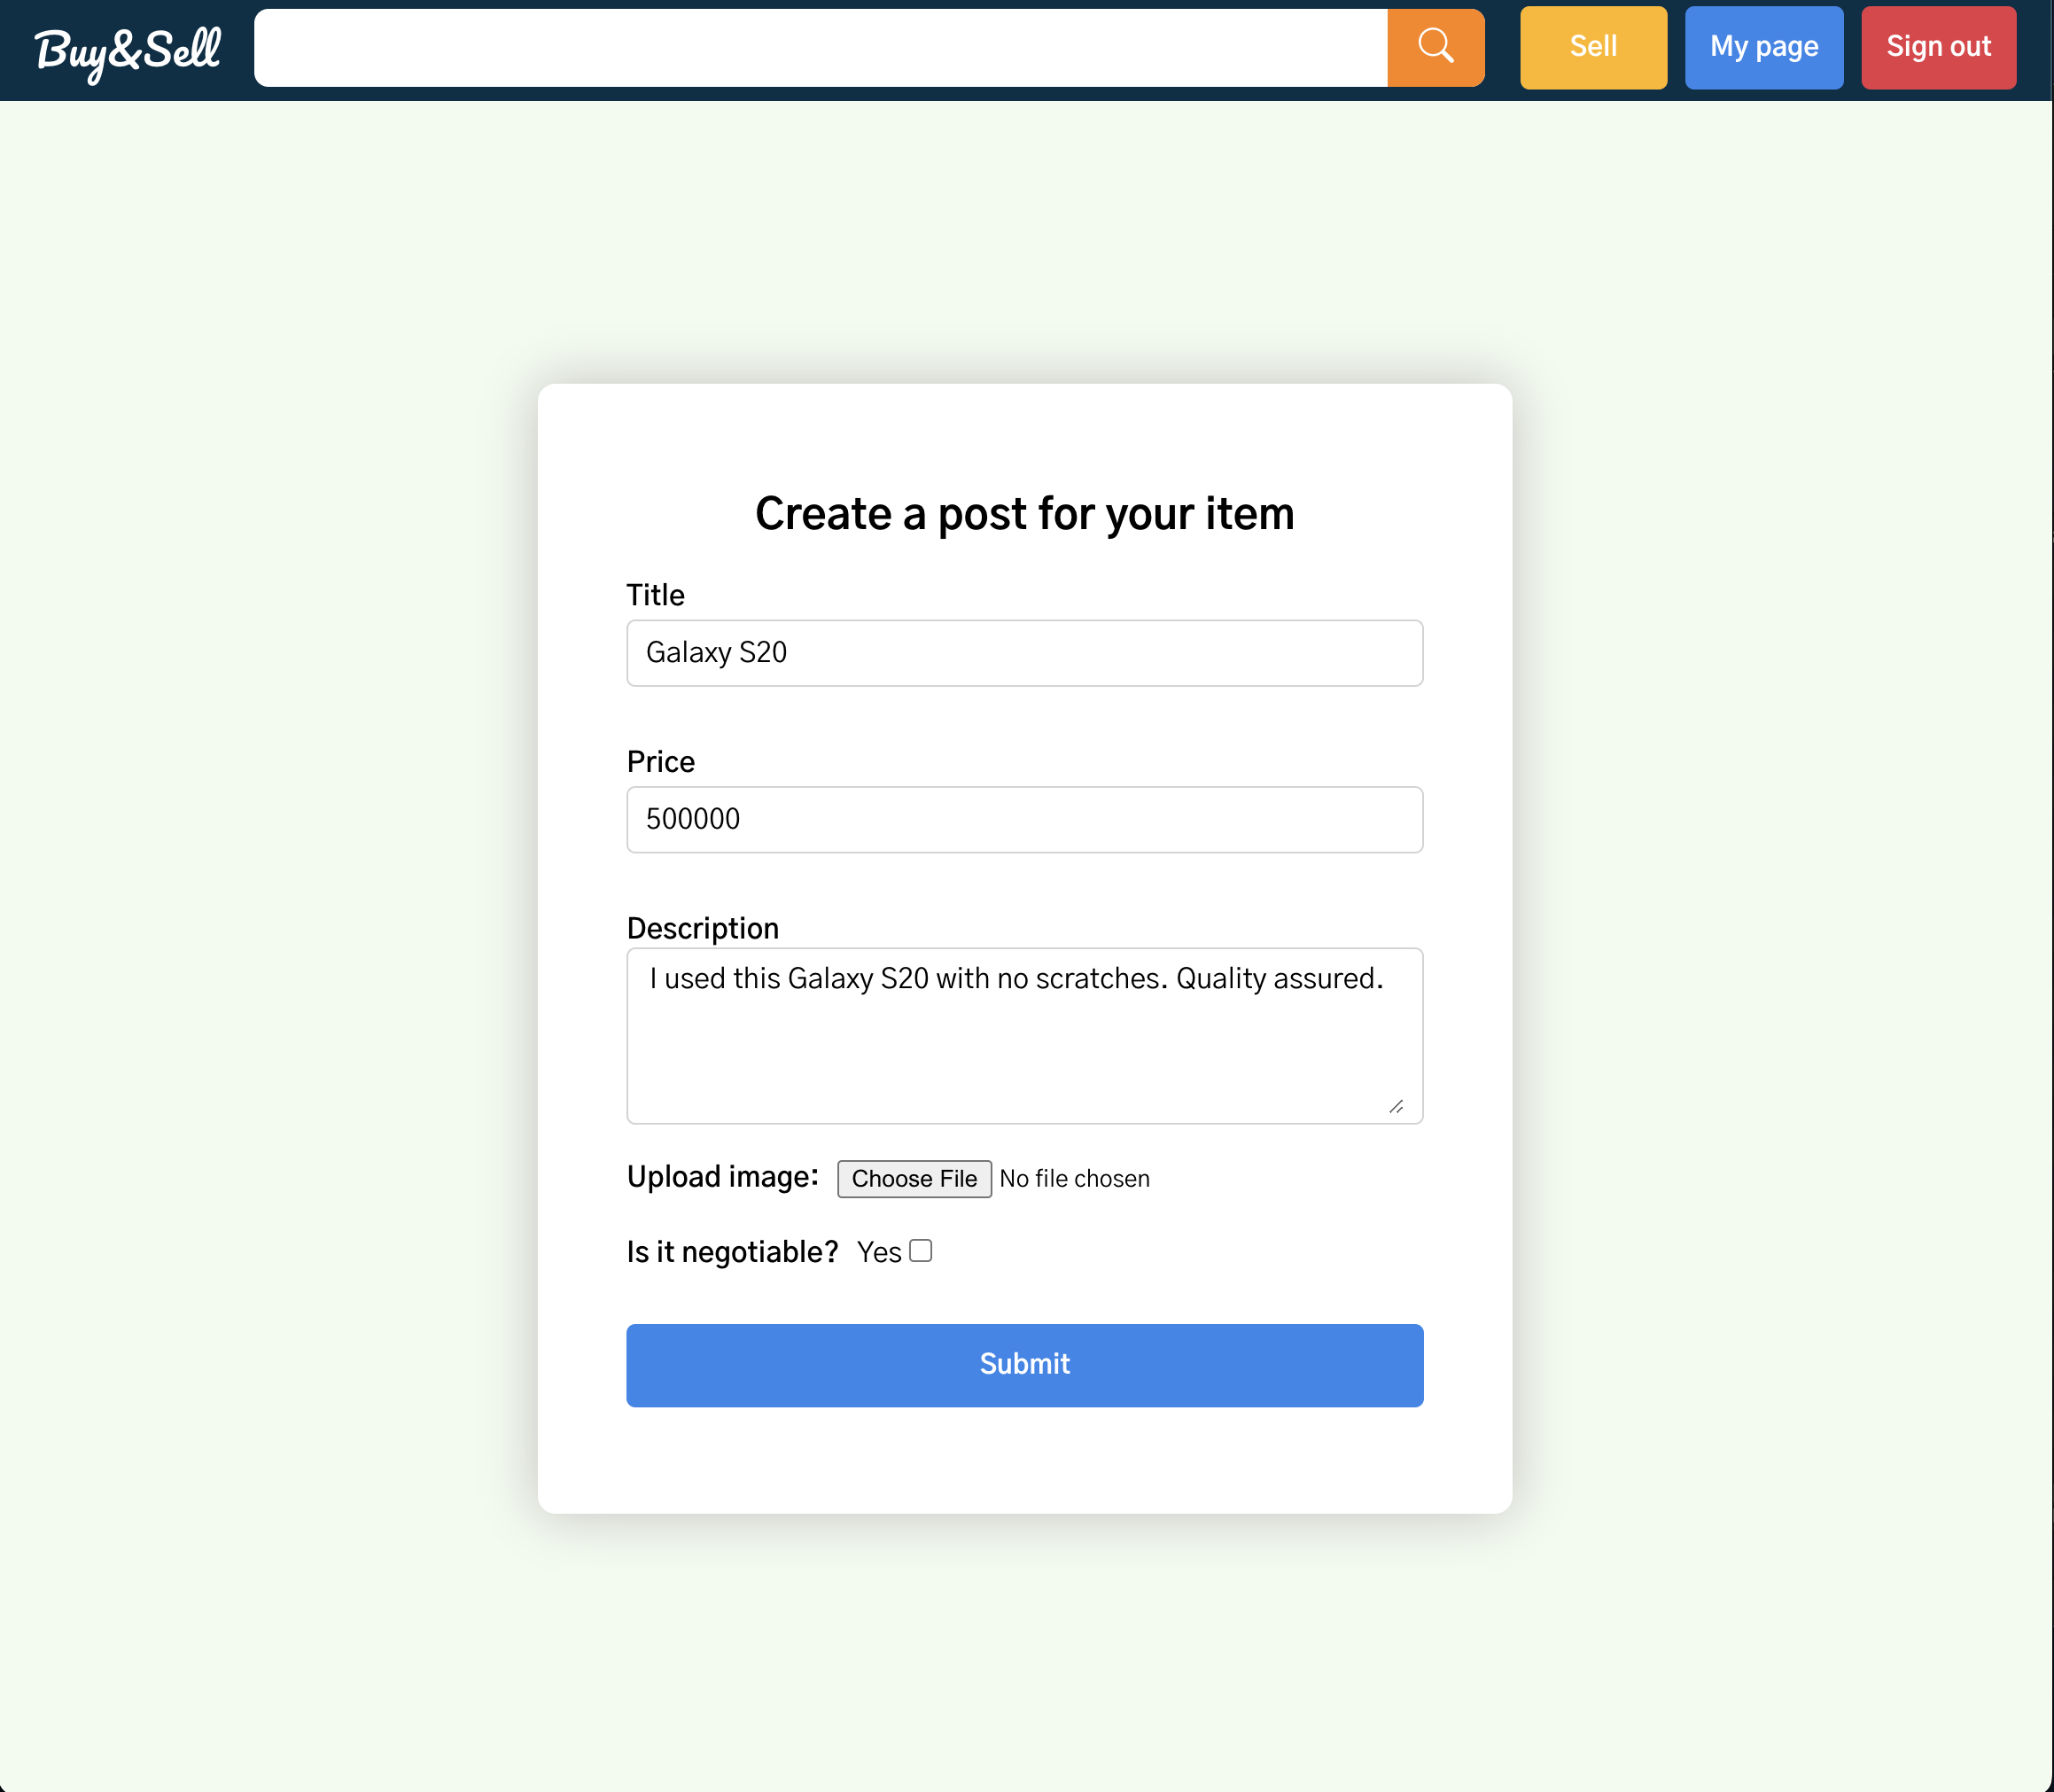 Buy&Sell
Sell
My page
Sign out
Create a post for your item
Title
Galaxy S20
Price
500000
Description
I used this Galaxy S20 with no scratches. Quality assured.
Upload image: Choose File No file chosen
Is it negotiable? Yes
Submit